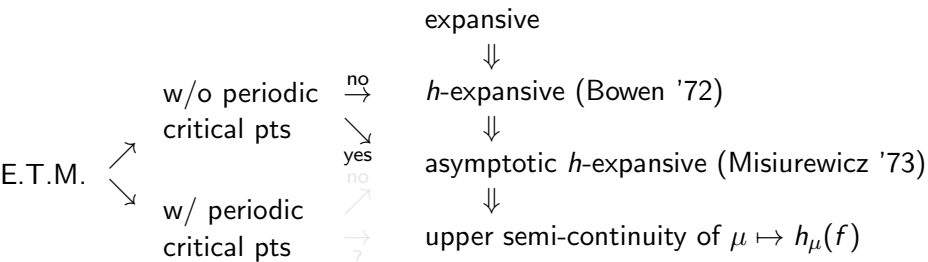 expansive
⇓
w/o periodic no→ h-expansive (Bowen '72)
critical pts ↘ ⇓
yes
E.T.M. ↗ ↘ asymptotic h-expansive (Misiurewicz '73)
no
w/ periodic ↗ ⇓
critical pts → upper semi-continuity of μ ↦ hμ(f)
?